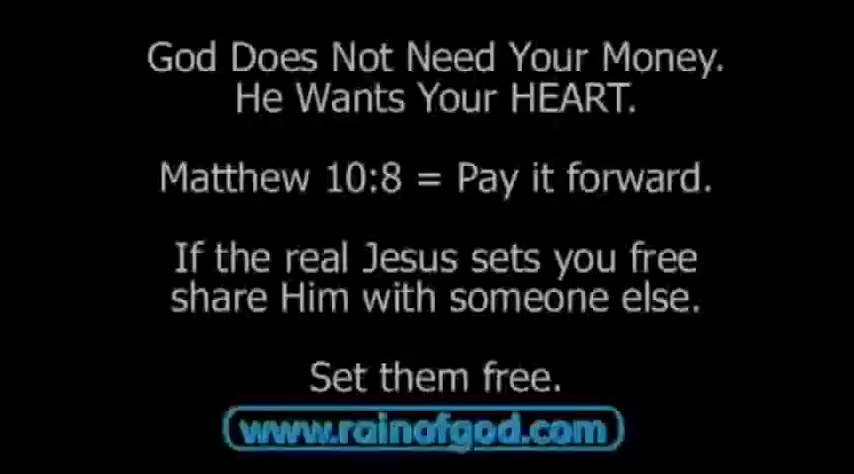 God Does Not Need Your Money.
He Wants Your HEART.
Matthew 10:8 = Pay it forward.
If the real Jesus sets you free
share Him with someone else.
Set them free.
www.rainofgod.com